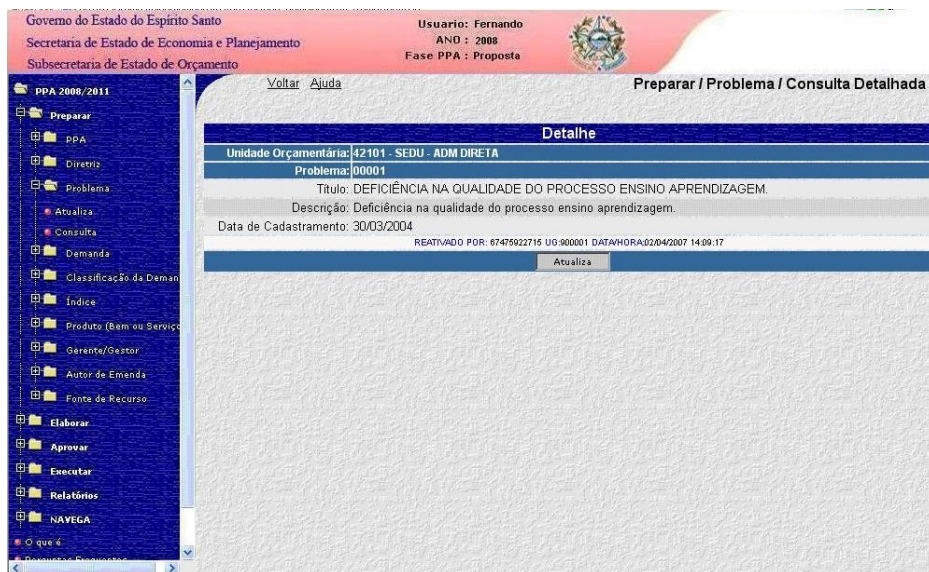 Governo do Estado do Espírito Santo
Secretaria de Estado de Economia e Planejamento
Subsecretaria de Estado de Orçamento
Usuario: Fernando
ANO : 2008
Fase PPA : Proposta
PPA 2008/2011
Preparar
PPA
Diretriz
Problema
Atualiza
Consulta
Demanda
Classificação da Deman
Índice
Produto (Bem ou Serviço
Gerente/Gestor
Autor de Emenda
Fonte de Recurso
Elaborar
Aprovar
Executar
Relatórios
NAVEGA
O que é
Perguntas Frequentes
Voltar Ajuda
Preparar / Problema / Consulta Detalhada
Detalhe
Unidade Orçamentária: 42101 - SEDU - ADM DIRETA
Problema: 00001
Título: DEFICIÊNCIA NA QUALIDADE DO PROCESSO ENSINO APRENDIZAGEM.
Descrição: Deficiência na qualidade do processo ensino aprendizagem.
Data de Cadastramento: 30/03/2004
REATIVADO POR: 67475922715 UG:900001 DATA/HORA:02/04/2007 14:09:17
Atualiza